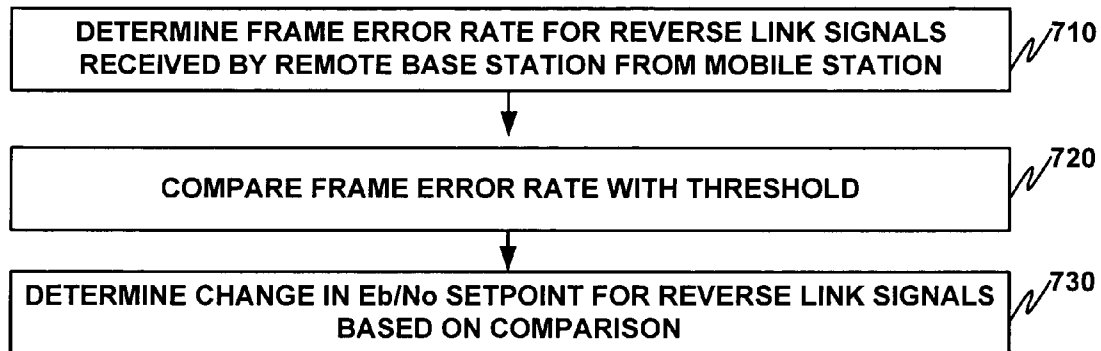 DETERMINE FRAME ERROR RATE FOR REVERSE LINK SIGNALS
RECEIVED BY REMOTE BASE STATION FROM MOBILE STATION
710
COMPARE FRAME ERROR RATE WITH THRESHOLD
720
DETERMINE CHANGE IN Eb/No SETPOINT FOR REVERSE LINK SIGNALS
BASED ON COMPARISON
730